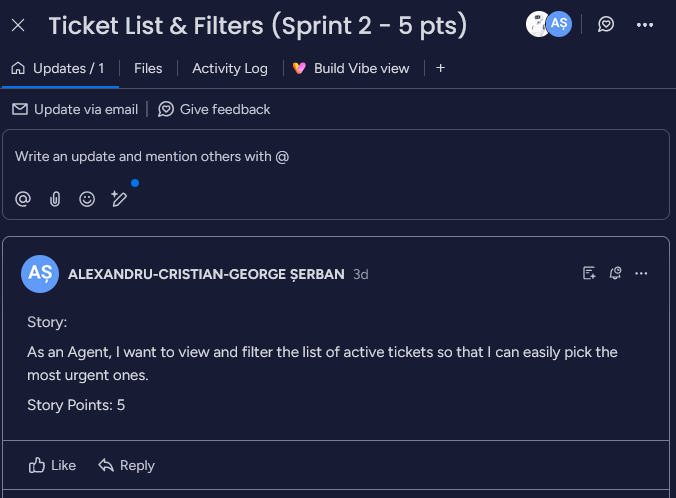 Ticket List & Filters (Sprint 2 - 5 pts)
AȘ
Updates / 1
Files
Activity Log
Build Vibe view
+
Update via email
Give feedback
Write an update and mention others with @
AȘ
ALEXANDRU-CRISTIAN-GEORGE ȘERBAN 3d
Story:
As an Agent, I want to view and filter the list of active tickets so that I can easily pick the
most urgent ones.
Story Points: 5
Like
Reply